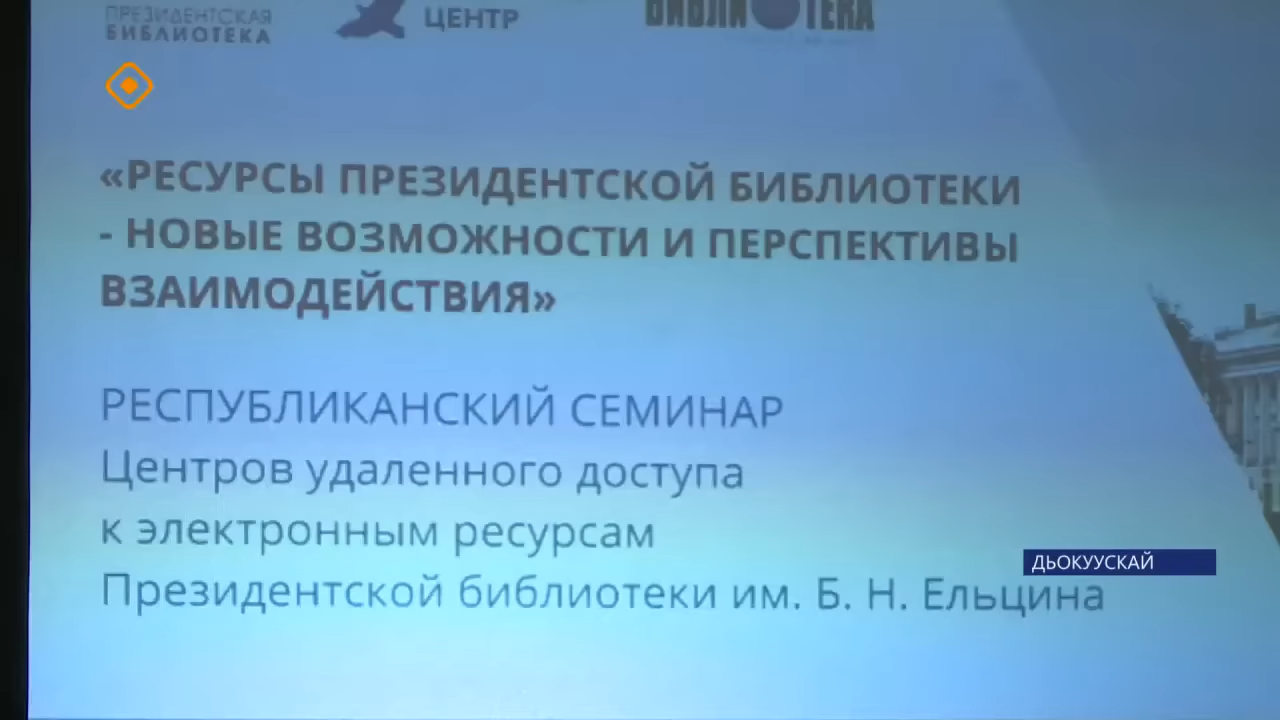 ПРЕЗИДЕНТСКАЯ
БИБЛИОТЕКА
ЦЕНТР
БИБЛИОТЕКА
«РЕСУРСЫ ПРЕЗИДЕНТСКОЙ БИБЛИОТЕКИ
- НОВЫЕ ВОЗМОЖНОСТИ И ПЕРСПЕКТИВЫ
ВЗАИМОДЕЙСТВИЯ»
РЕСПУБЛИКАНСКИЙ СЕМИНАР
Центров удаленного доступа
к электронным ресурсам
Президентской библиотеки им. Б. Н. Ельцина
ДЬОКУУСКАЙ